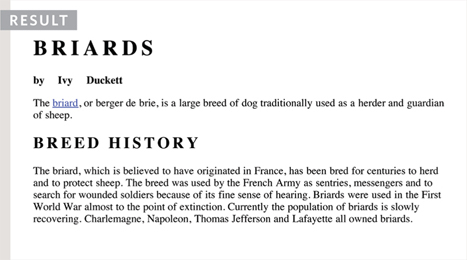 RESULT
BRIARDS
by Ivy Duckett
The briard, or berger de brie, is a large breed of dog traditionally used as a herder and guardian
of sheep.
BREED HISTORY
The briard, which is believed to have originated in France, has been bred for centuries to herd
and to protect sheep. The breed was used by the French Army as sentries, messengers and to
search for wounded soldiers because of its fine sense of hearing. Briards were used in the First
World War almost to the point of extinction. Currently the population of briards is slowly
recovering. Charlemagne, Napoleon, Thomas Jefferson and Lafayette all owned briards.